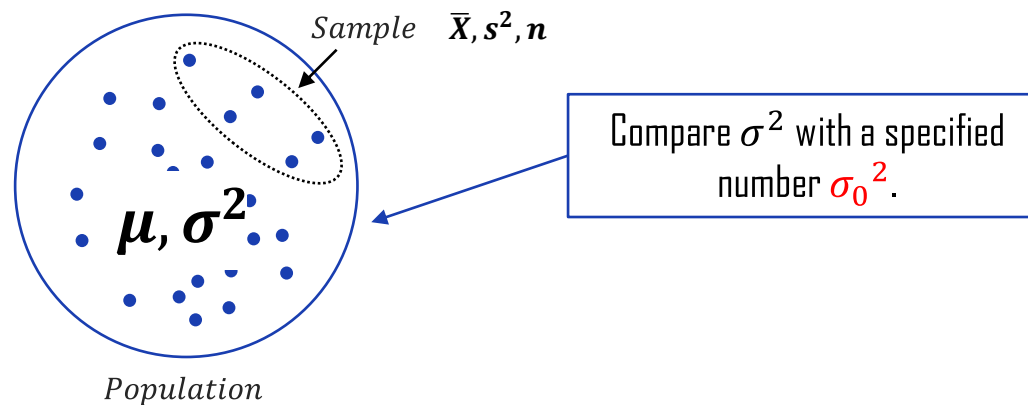 Sample X̄, s², n
Compare σ² with a specified
number σ₀².
μ, σ²
Population